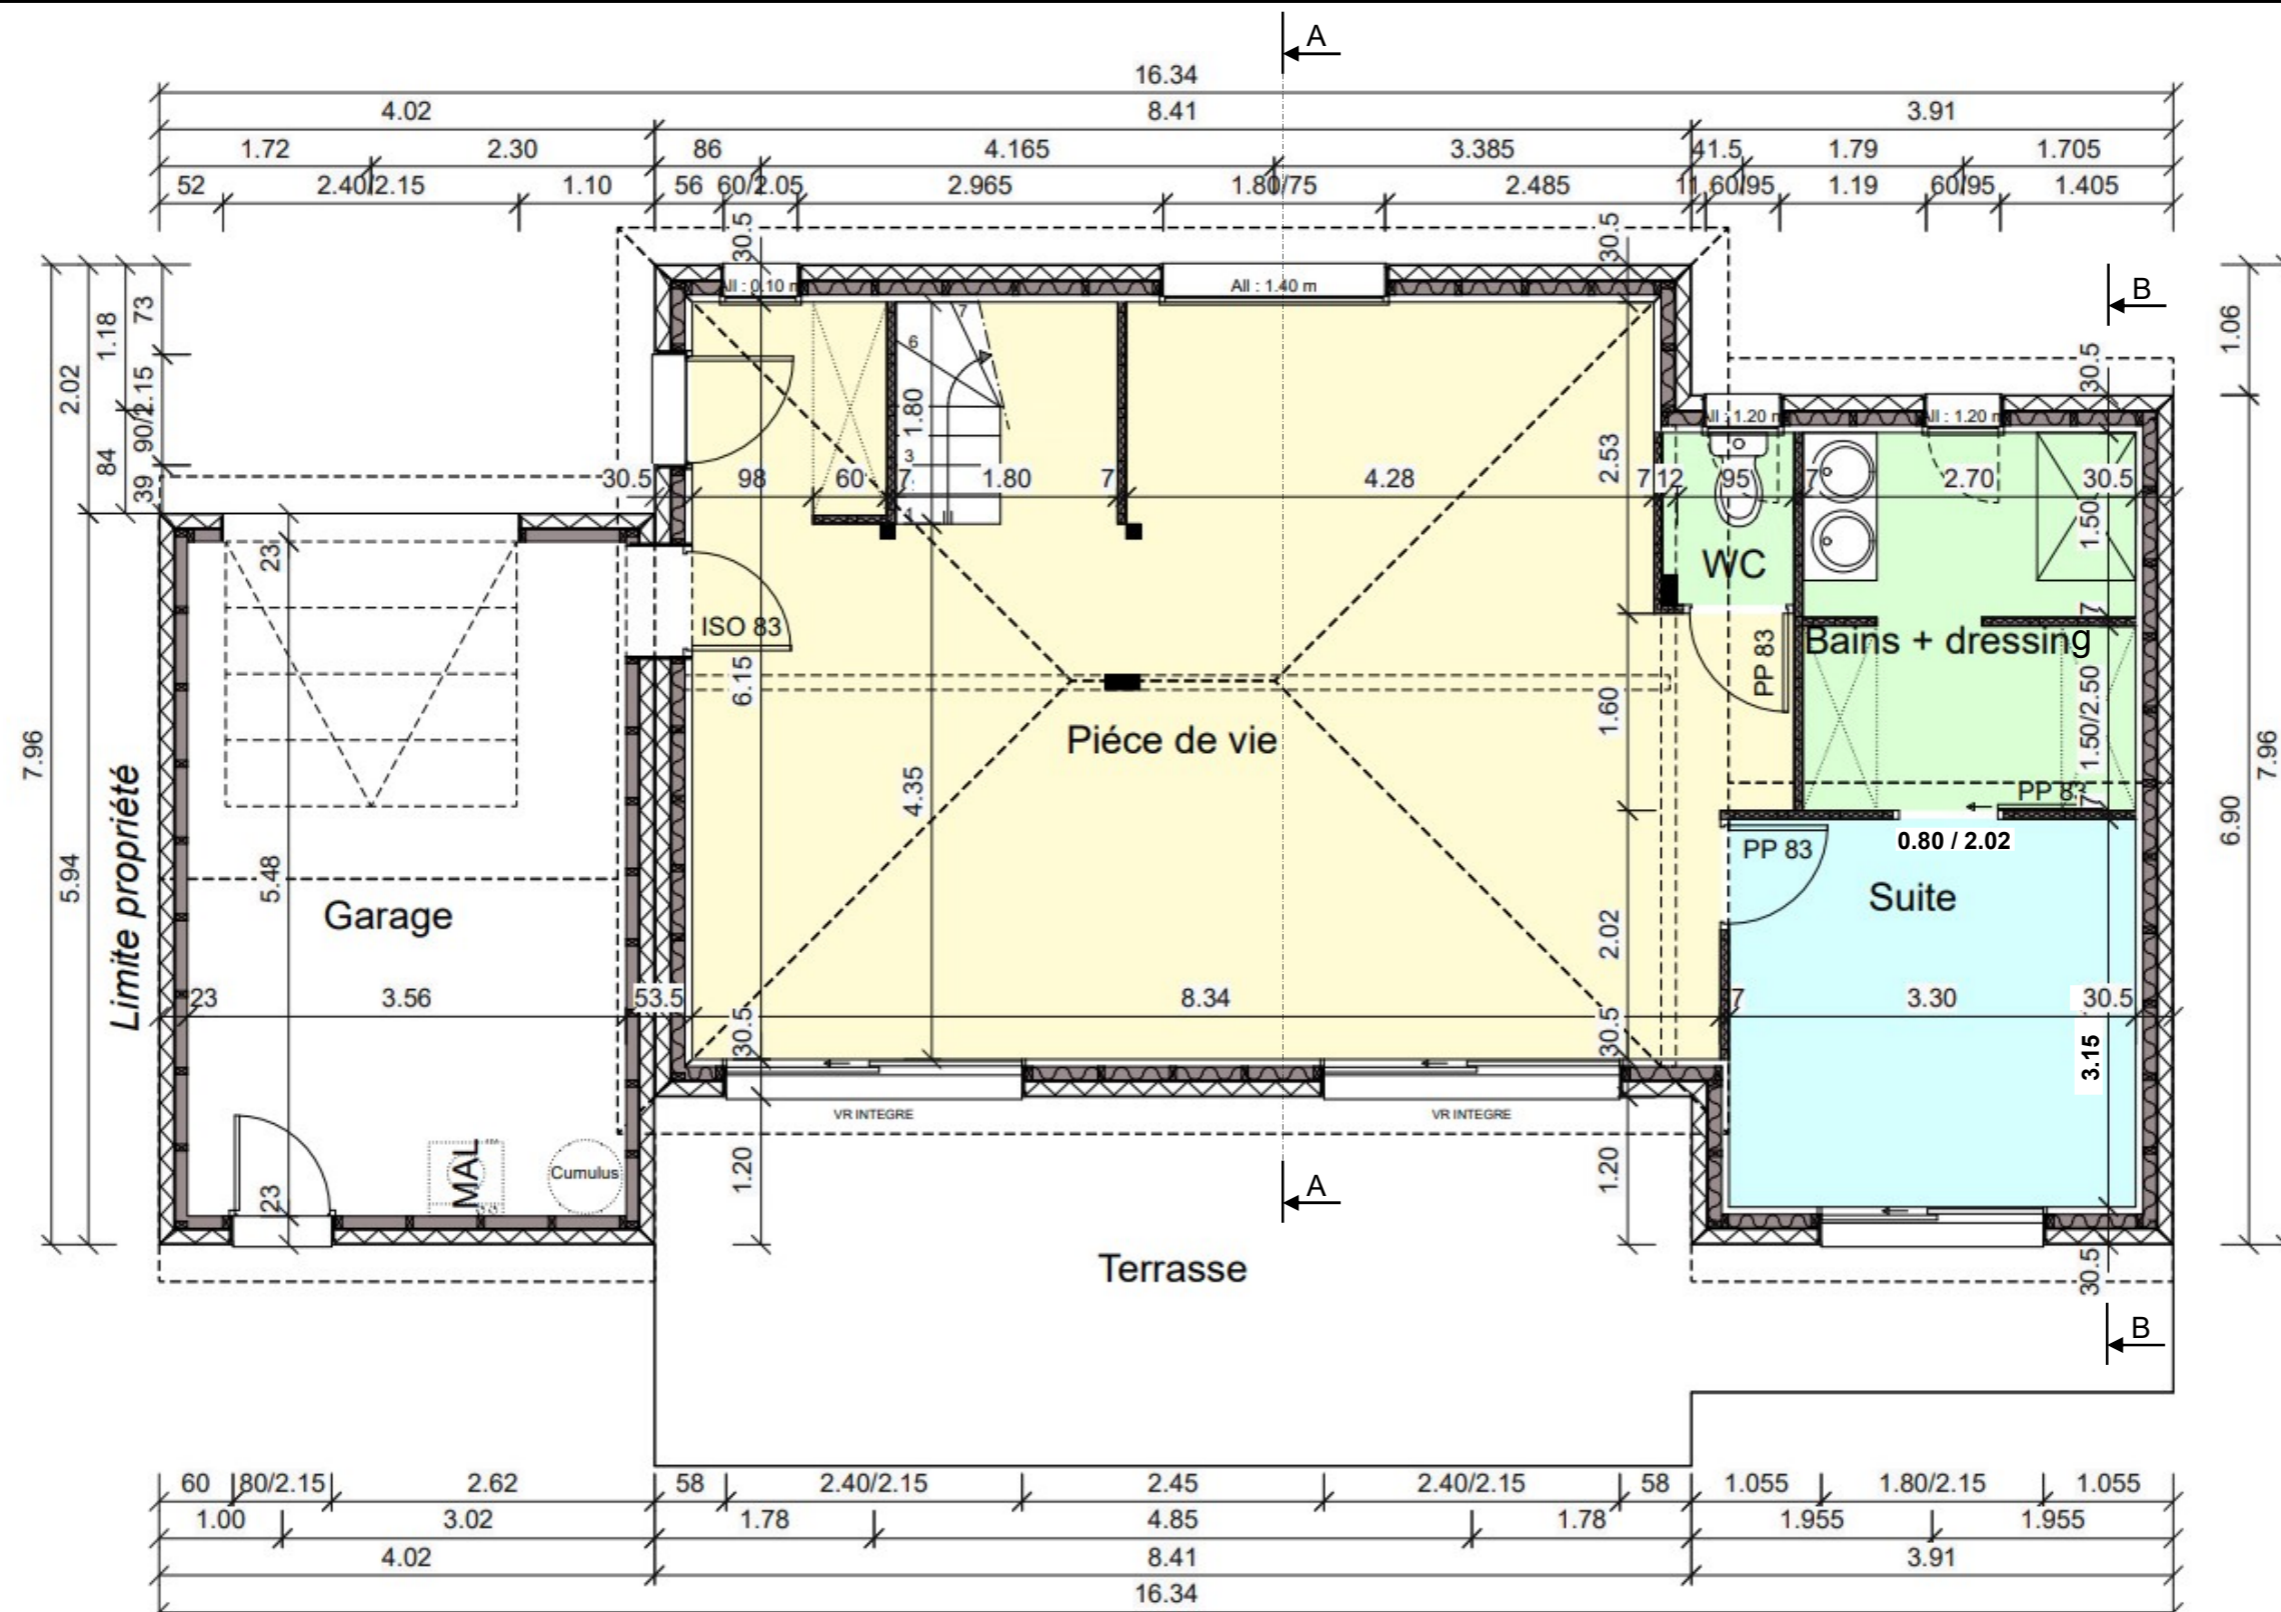 A
16.34
4.02 8.41 3.91
1.72 2.30 86 4.165 3.385 41.5 1.79 1.705
52 2.40/2.15 1.10 56 60/2.05 2.965 1.80/75 2.485 11 60/95 1.19 60/95 1.405
30.5 30.5
All : 0.10 m All : 1.40 m
B
73 1.18 2.02 90/2.15 84 39
1.06
30.5
7
6
1.80
3
1
All : 1.20 m All : 1.20 m
30.5 98 60 7 1.80 7 4.28 2.53 7 12 95 7 2.70 30.5
1.50
23
WC
ISO 83
7
PP 83
Bains + dressing
6.15
1.60
1.50/2.50
Piéce de vie
7.96
7.96
Limite propriété
4.35
PP 83
7
6.90
0.80 / 2.02
PP 83
5.94
5.48
Garage
Suite
2.02
23 3.56 53.5 8.34 7 3.30 30.5
30.5 30.5
3.15
VR INTEGRE VR INTEGRE
MAL
Cumulus
1.20 1.20
23
A
Terrasse
30.5
B
60 80/2.15 2.62 58 2.40/2.15 2.45 2.40/2.15 58 1.055 1.80/2.15 1.055
1.00 3.02 1.78 4.85 1.78 1.955 1.955
4.02 8.41 3.91
16.34